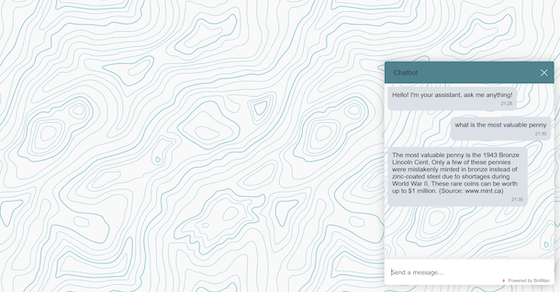 Chatbot
Hello! I'm your assistant, ask me anything!
21:28
what is the most valuable penny
21:30
The most valuable penny is the 1943 Bronze
Lincoln Cent. Only a few of these pennies
were mistakenly minted in bronze instead of
zinc-coated steel due to shortages during
World War II. These rare coins can be worth
up to $1 million. (Source: www.mint.ca)
21:30
Send a message...
Powered by BotMan